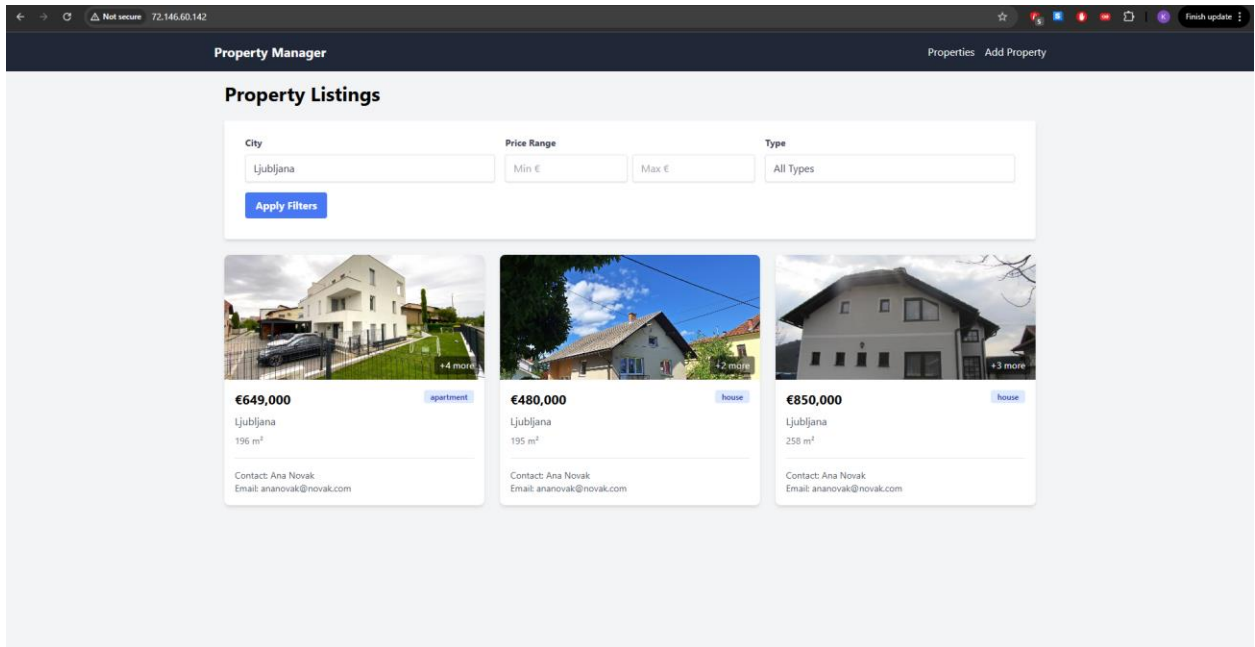 Not secure 72.146.60.142 Finish update
Property Manager Properties Add Property
Property Listings
City Price Range Type
Ljubljana Min € Max € All Types
Apply Filters
+4 more +2 more +3 more
€649,000 apartment €480,000 house €850,000 house
Ljubljana Ljubljana Ljubljana
196 m² 195 m² 258 m²
Contact: Ana Novak Contact: Ana Novak Contact: Ana Novak
Email: ananovak@novak.com Email: ananovak@novak.com Email: ananovak@novak.com